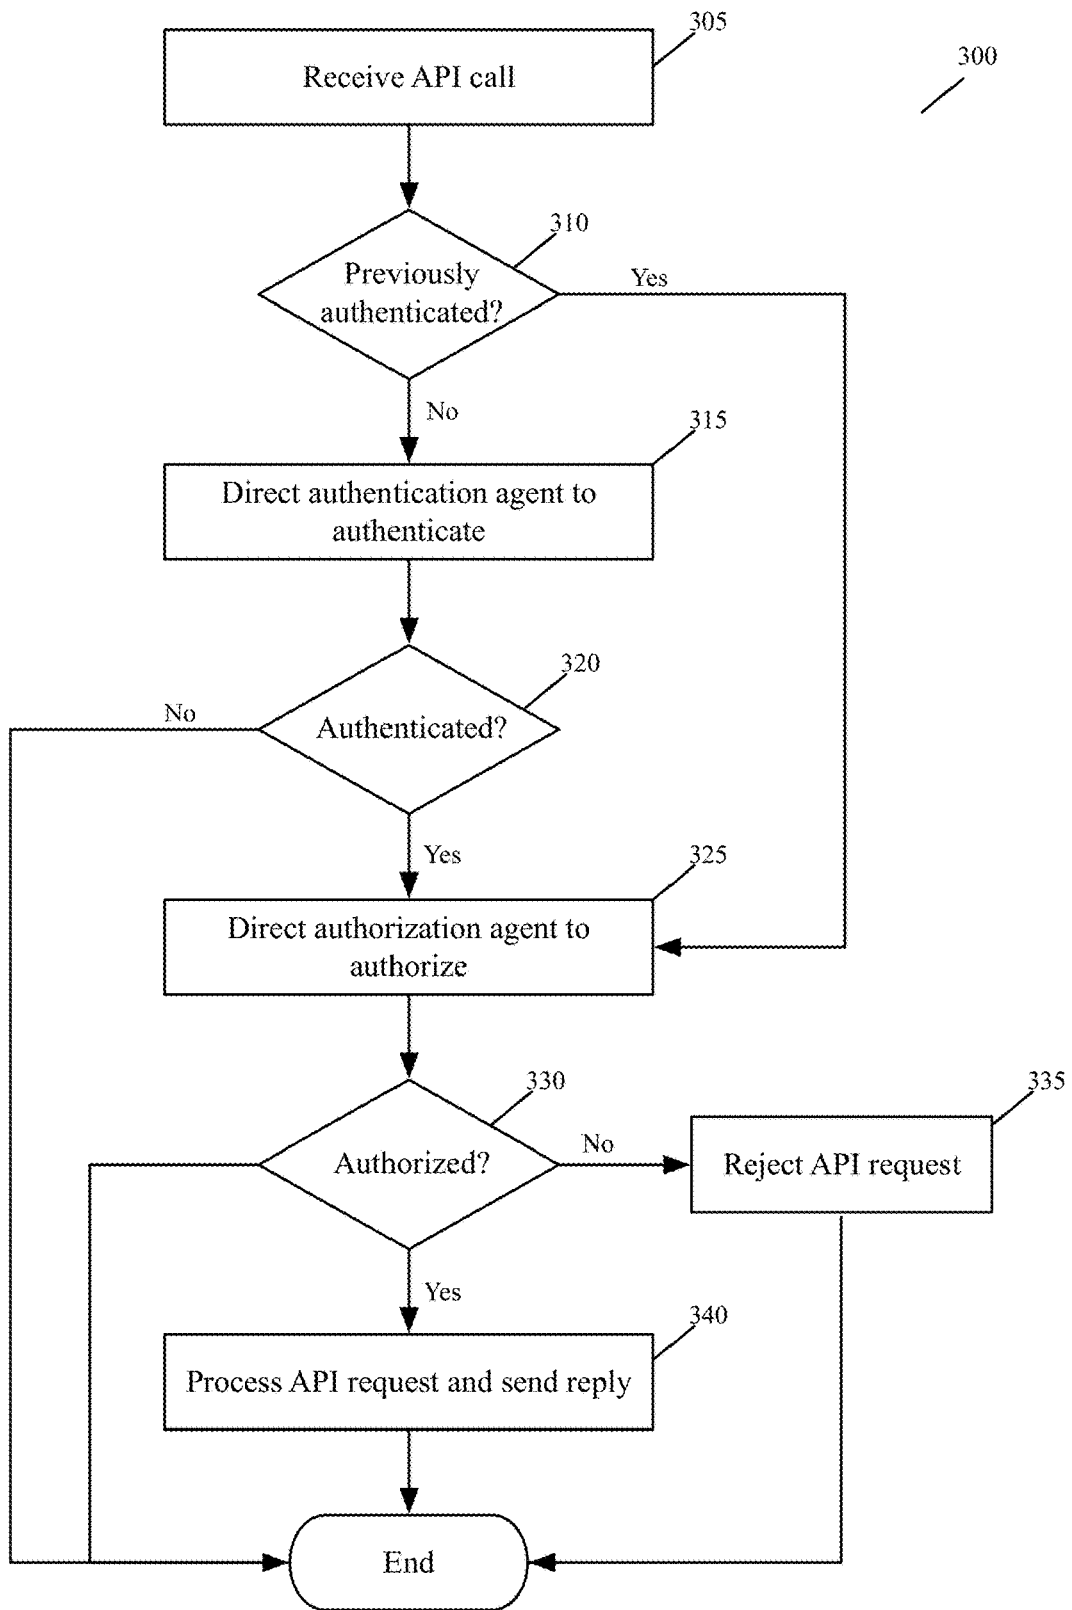 305
Receive API call
300
310
Previously
authenticated?
Yes
No
315
Direct authentication agent to
authenticate
320
No
Authenticated?
Yes
325
Direct authorization agent to
authorize
330
335
Authorized?
No
Reject API request
Yes
340
Process API request and send reply
End